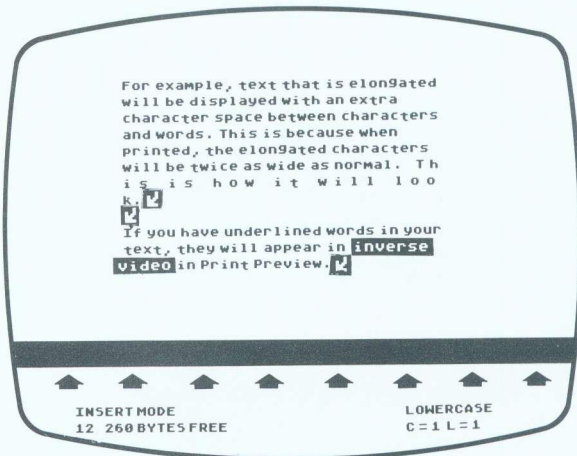 For example, text that is elongated
will be displayed with an extra
character space between characters
and words. This is because when
printed, the elongated characters
will be twice as wide as normal. Th
i s   i s   h o w   i t   w i l l   l o o
k.
If you have underlined words in your
text, they will appear in inverse
video in Print Preview.
INSERT MODE LOWERCASE
12 260 BYTES FREE C=1 L=1